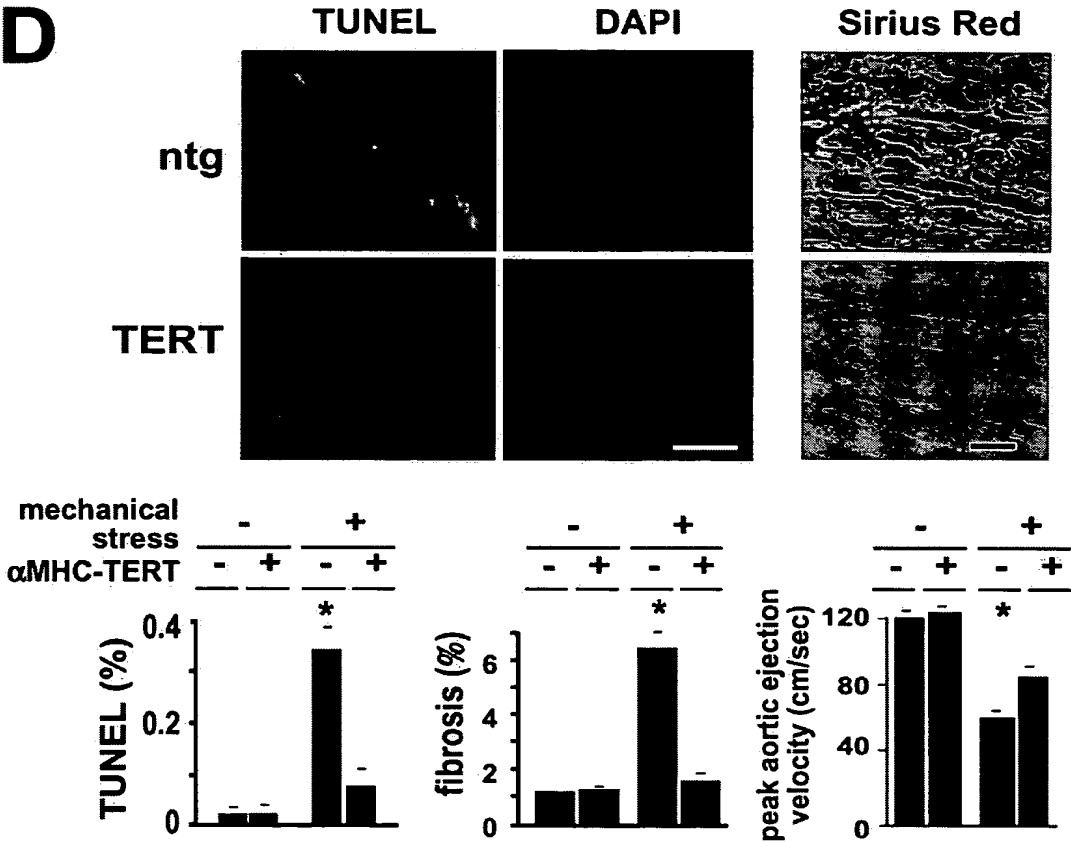 D
TUNEL DAPI Sirius Red
ntg
TERT
mechanical
stress
- + - + - +
αMHC-TERT
- + - + - + - + - + - +
* * *
TUNEL (%)
0.4
0.2
0
fibrosis (%)
6
4
2
0
peak aortic ejection
velocity (cm/sec)
120
80
40
0